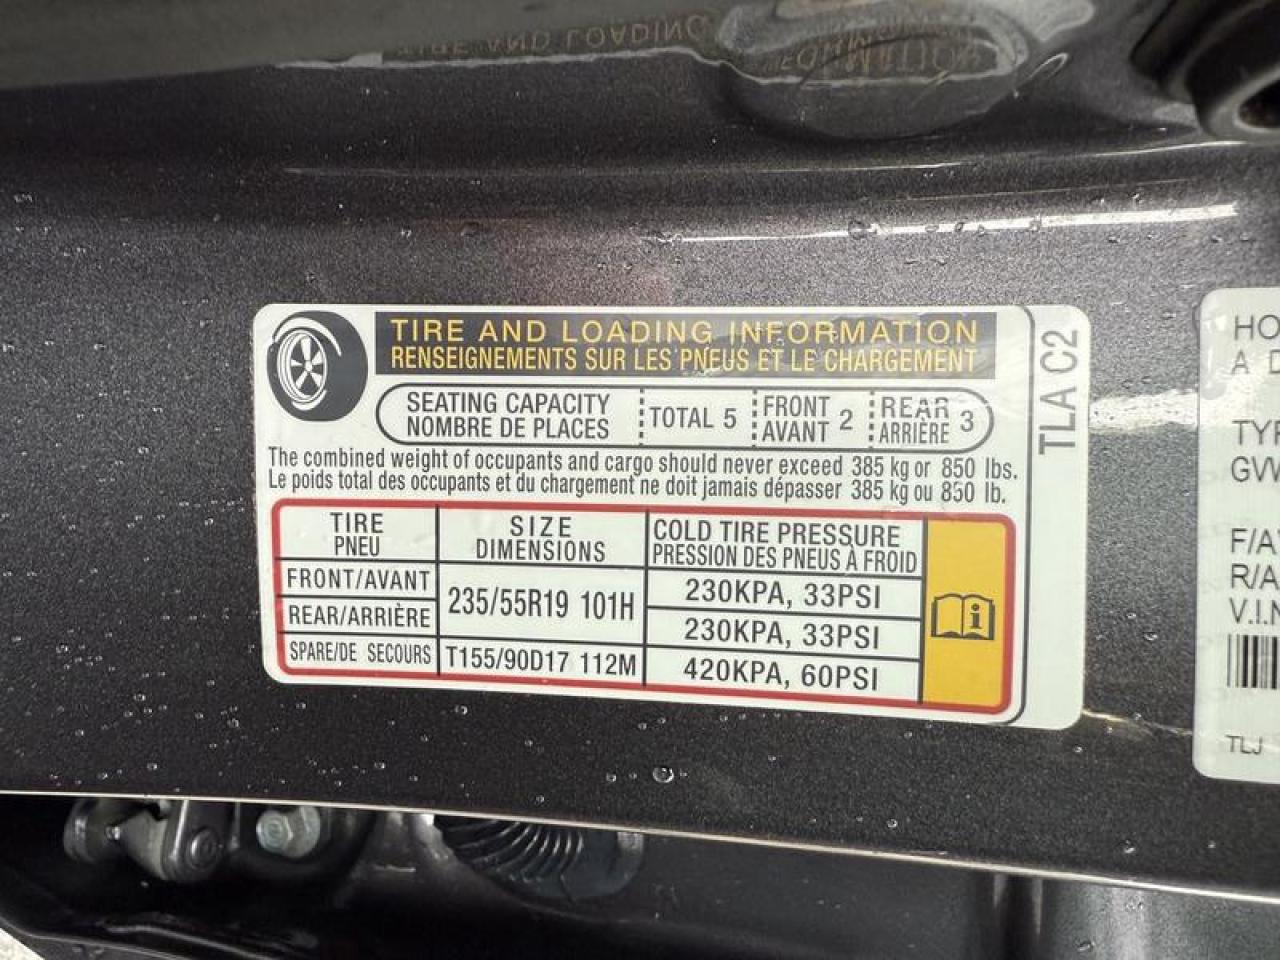 TIRE AND LOADING INFORMATION
RENSEIGNEMENTS SUR LES PNEUS ET LE CHARGEMENT
SEATING CAPACITY
NOMBRE DE PLACES
TOTAL 5
FRONT
AVANT 2
REAR
ARRIÈRE 3
The combined weight of occupants and cargo should never exceed 385 kg or 850 lbs.
Le poids total des occupants et du chargement ne doit jamais dépasser 385 kg ou 850 lb.
TIRE
PNEU
SIZE
DIMENSIONS
COLD TIRE PRESSURE
PRESSION DES PNEUS À FROID
FRONT/AVANT
235/55R19 101H
230KPA, 33PSI
REAR/ARRIÈRE
230KPA, 33PSI
SPARE/DE SECOURS
T155/90D17 112M
420KPA, 60PSI
i
TLA C2
HO
A D
TYP
GVW
F/A
R/A
V.I.N
TLJ